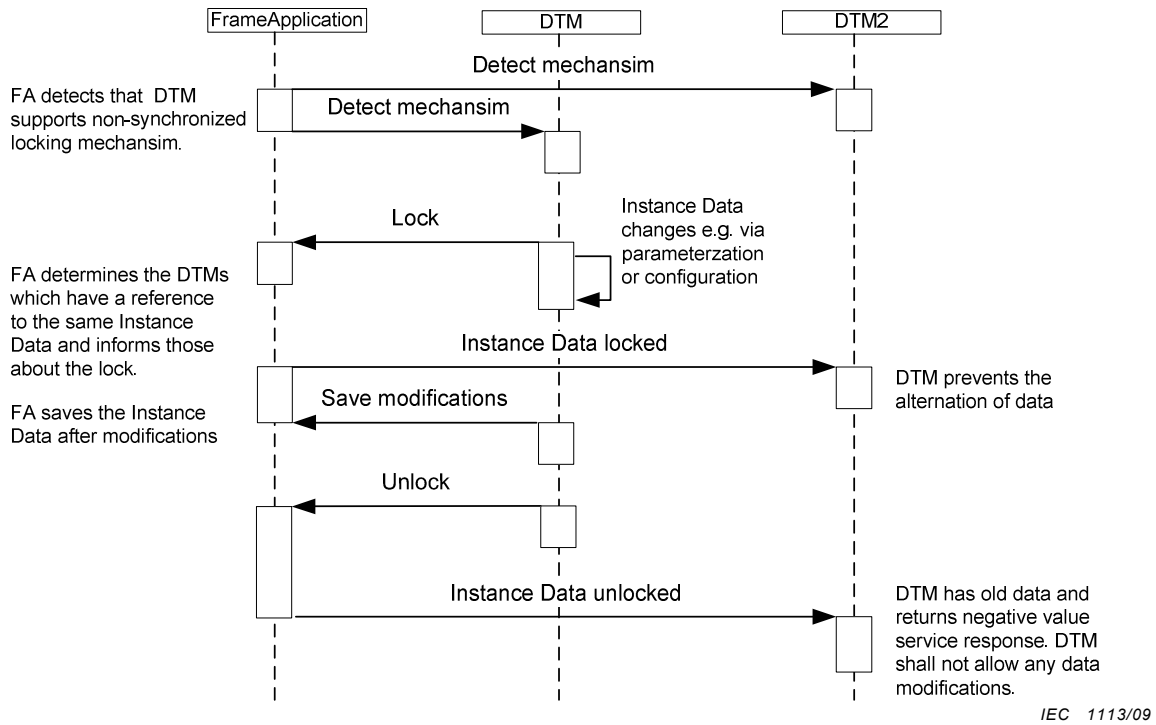 FrameApplication
DTM
DTM2
Detect mechansim
FA detects that DTM
supports non-synchronized
locking mechansim.
Detect mechansim
Lock
Instance Data
changes e.g. via
parameterzation
or configuration
FA determines the DTMs
which have a reference
to the same Instance
Data and informs those
about the lock.
Instance Data locked
DTM prevents the
alternation of data
Save modifications
FA saves the Instance
Data after modifications
Unlock
Instance Data unlocked
DTM has old data and
returns negative value
service response. DTM
shall not allow any data
modifications.
IEC 1113/09